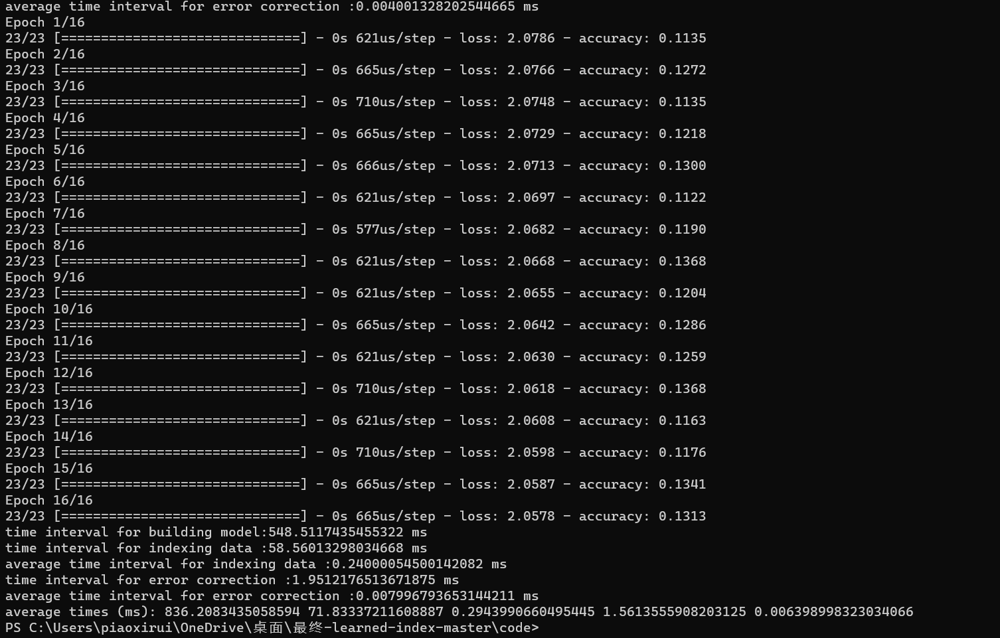 average time interval for error correction :0.004001328202544665 ms
Epoch 1/16
23/23 [==============================] - 0s 621us/step - loss: 2.0786 - accuracy: 0.1135
Epoch 2/16
23/23 [==============================] - 0s 665us/step - loss: 2.0766 - accuracy: 0.1272
Epoch 3/16
23/23 [==============================] - 0s 710us/step - loss: 2.0748 - accuracy: 0.1135
Epoch 4/16
23/23 [==============================] - 0s 665us/step - loss: 2.0729 - accuracy: 0.1218
Epoch 5/16
23/23 [==============================] - 0s 666us/step - loss: 2.0713 - accuracy: 0.1300
Epoch 6/16
23/23 [==============================] - 0s 621us/step - loss: 2.0697 - accuracy: 0.1122
Epoch 7/16
23/23 [==============================] - 0s 577us/step - loss: 2.0682 - accuracy: 0.1190
Epoch 8/16
23/23 [==============================] - 0s 621us/step - loss: 2.0668 - accuracy: 0.1368
Epoch 9/16
23/23 [==============================] - 0s 621us/step - loss: 2.0655 - accuracy: 0.1204
Epoch 10/16
23/23 [==============================] - 0s 665us/step - loss: 2.0642 - accuracy: 0.1286
Epoch 11/16
23/23 [==============================] - 0s 621us/step - loss: 2.0630 - accuracy: 0.1259
Epoch 12/16
23/23 [==============================] - 0s 710us/step - loss: 2.0618 - accuracy: 0.1368
Epoch 13/16
23/23 [==============================] - 0s 621us/step - loss: 2.0608 - accuracy: 0.1163
Epoch 14/16
23/23 [==============================] - 0s 710us/step - loss: 2.0598 - accuracy: 0.1176
Epoch 15/16
23/23 [==============================] - 0s 665us/step - loss: 2.0587 - accuracy: 0.1341
Epoch 16/16
23/23 [==============================] - 0s 665us/step - loss: 2.0578 - accuracy: 0.1313
time interval for building model:548.5117435455322 ms
time interval for indexing data :58.56013298034668 ms
average time interval for indexing data :0.24000054500142082 ms
time interval for error correction :1.9512176513671875 ms
average time interval for error correction :0.007996793653144211 ms
average times (ms): 836.2083435058594 71.83337211608887 0.2943990660495445 1.5613555908203125 0.006398998323034066
PS C:\Users\piaoxirui\OneDrive\桌面\最终-learned-index-master\code>